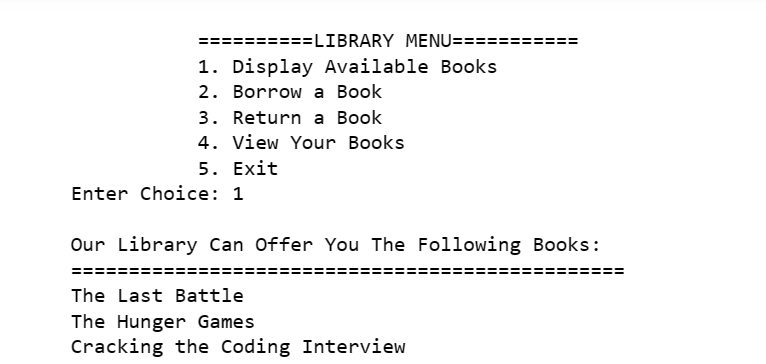 ==========LIBRARY MENU===========
1. Display Available Books
2. Borrow a Book
3. Return a Book
4. View Your Books
5. Exit
Enter Choice: 1
Our Library Can Offer You The Following Books:
================================================
The Last Battle
The Hunger Games
Cracking the Coding Interview